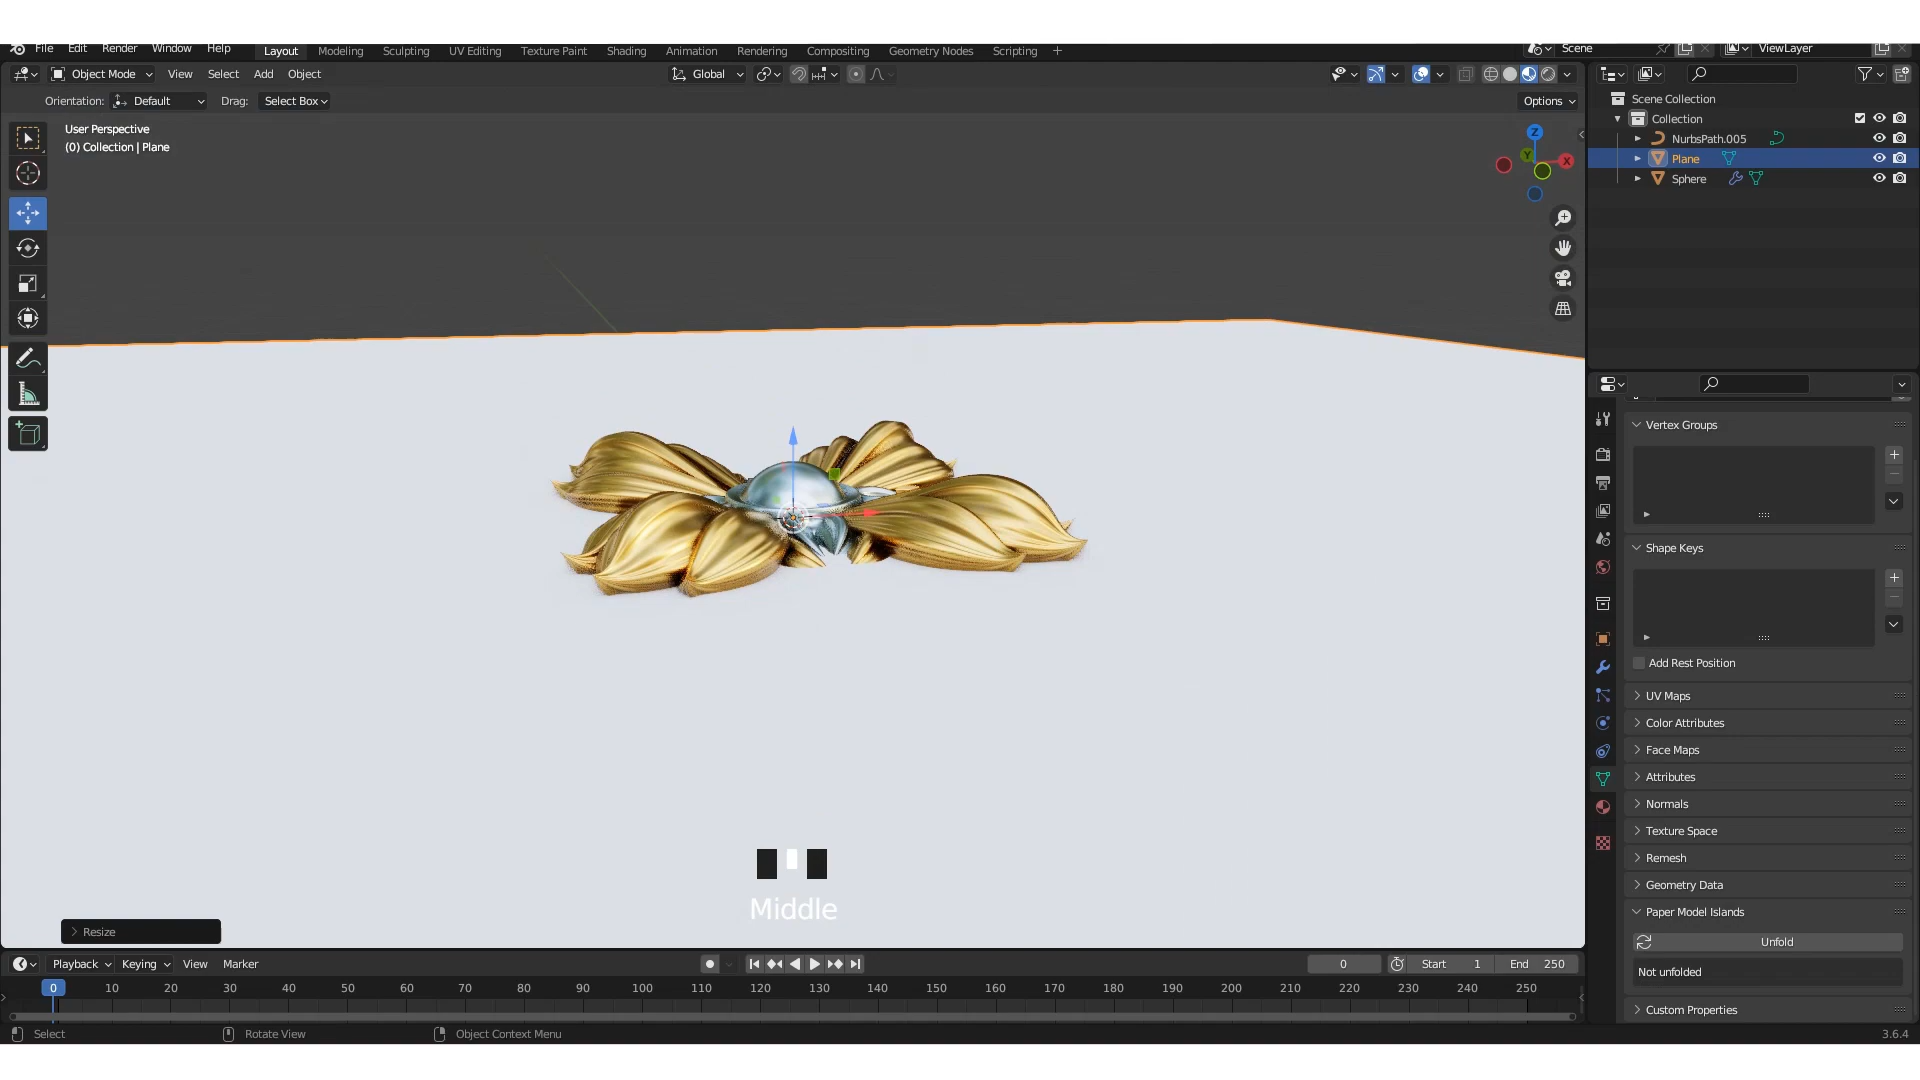 File Edit Render Window Help
Layout Modeling Sculpting UV Editing Texture Paint Shading Animation Rendering Compositing Geometry Nodes Scripting +
Scene ViewLayer
Object Mode View Select Add Object
Global
Orientation: Default Drag: Select Box
Options
User Perspective
(0) Collection | Plane
Z
Y
X
Scene Collection
Collection
NurbsPath.005
Plane
Sphere
Vertex Groups
Shape Keys
Add Rest Position
UV Maps
Color Attributes
Face Maps
Attributes
Normals
Texture Space
Remesh
Geometry Data
Paper Model Islands
Unfold
Not unfolded
Custom Properties
Middle
Resize
Playback Keying View Marker
0 Start 1 End 250
0 10 20 30 40 50 60 70 80 90 100 110 120 130 140 150 160 170 180 190 200 210 220 230 240 250
Select Rotate View Object Context Menu
3.6.4